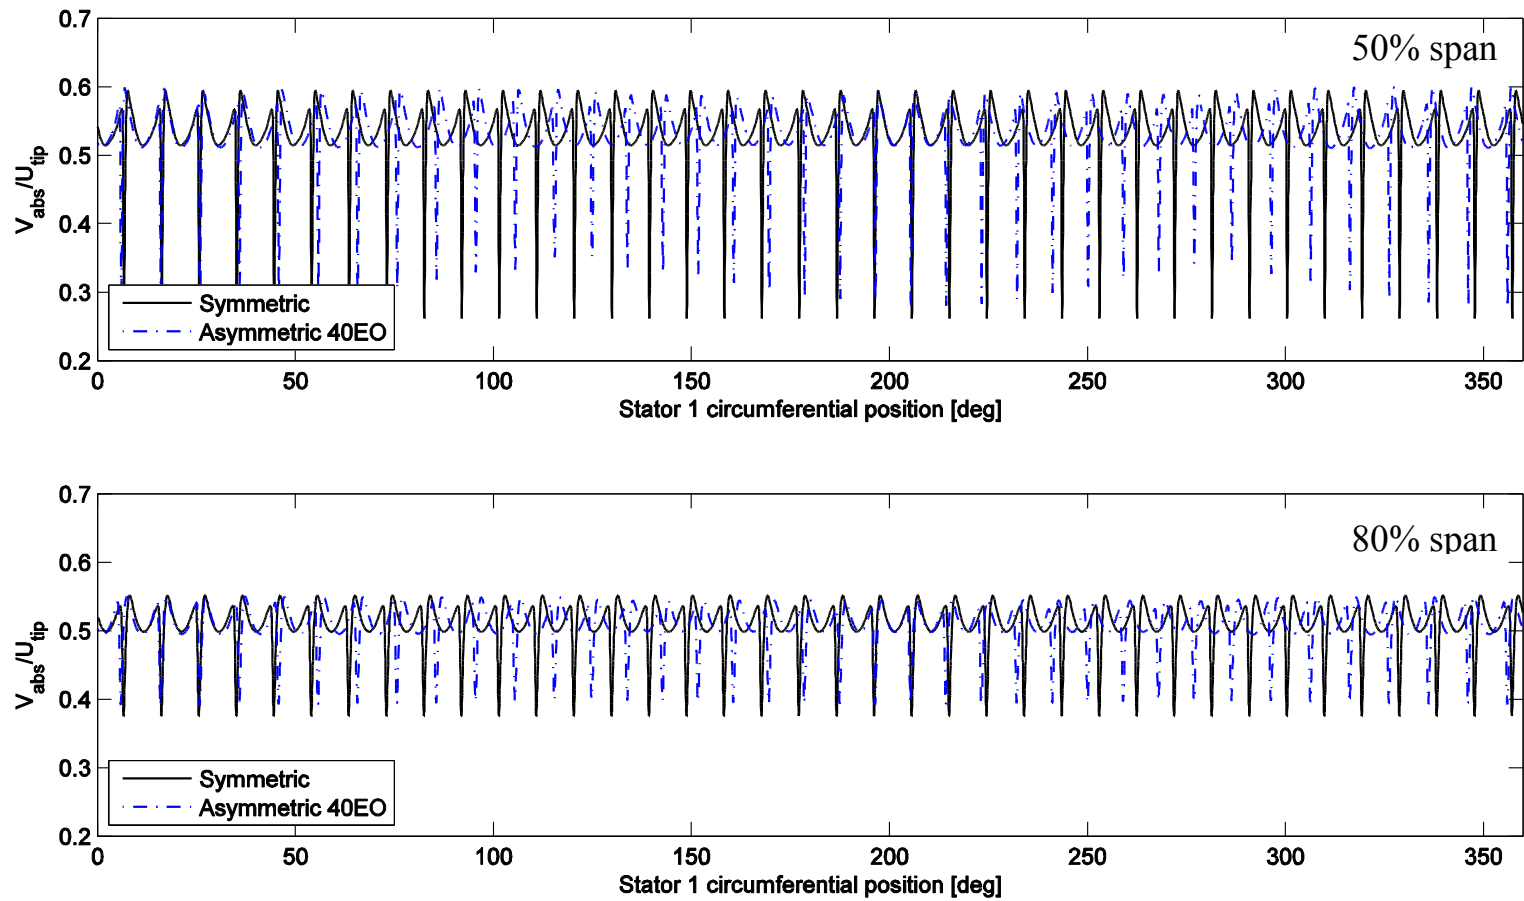 0.7
50% span
0.6
0.5
0.4
0.3
0.2
V_abs/U_tip
Symmetric
Asymmetric 40EO
0 50 100 150 200 250 300 350
Stator 1 circumferential position [deg]
0.7
80% span
0.6
0.5
0.4
0.3
0.2
V_abs/U_tip
Symmetric
Asymmetric 40EO
0 50 100 150 200 250 300 350
Stator 1 circumferential position [deg]